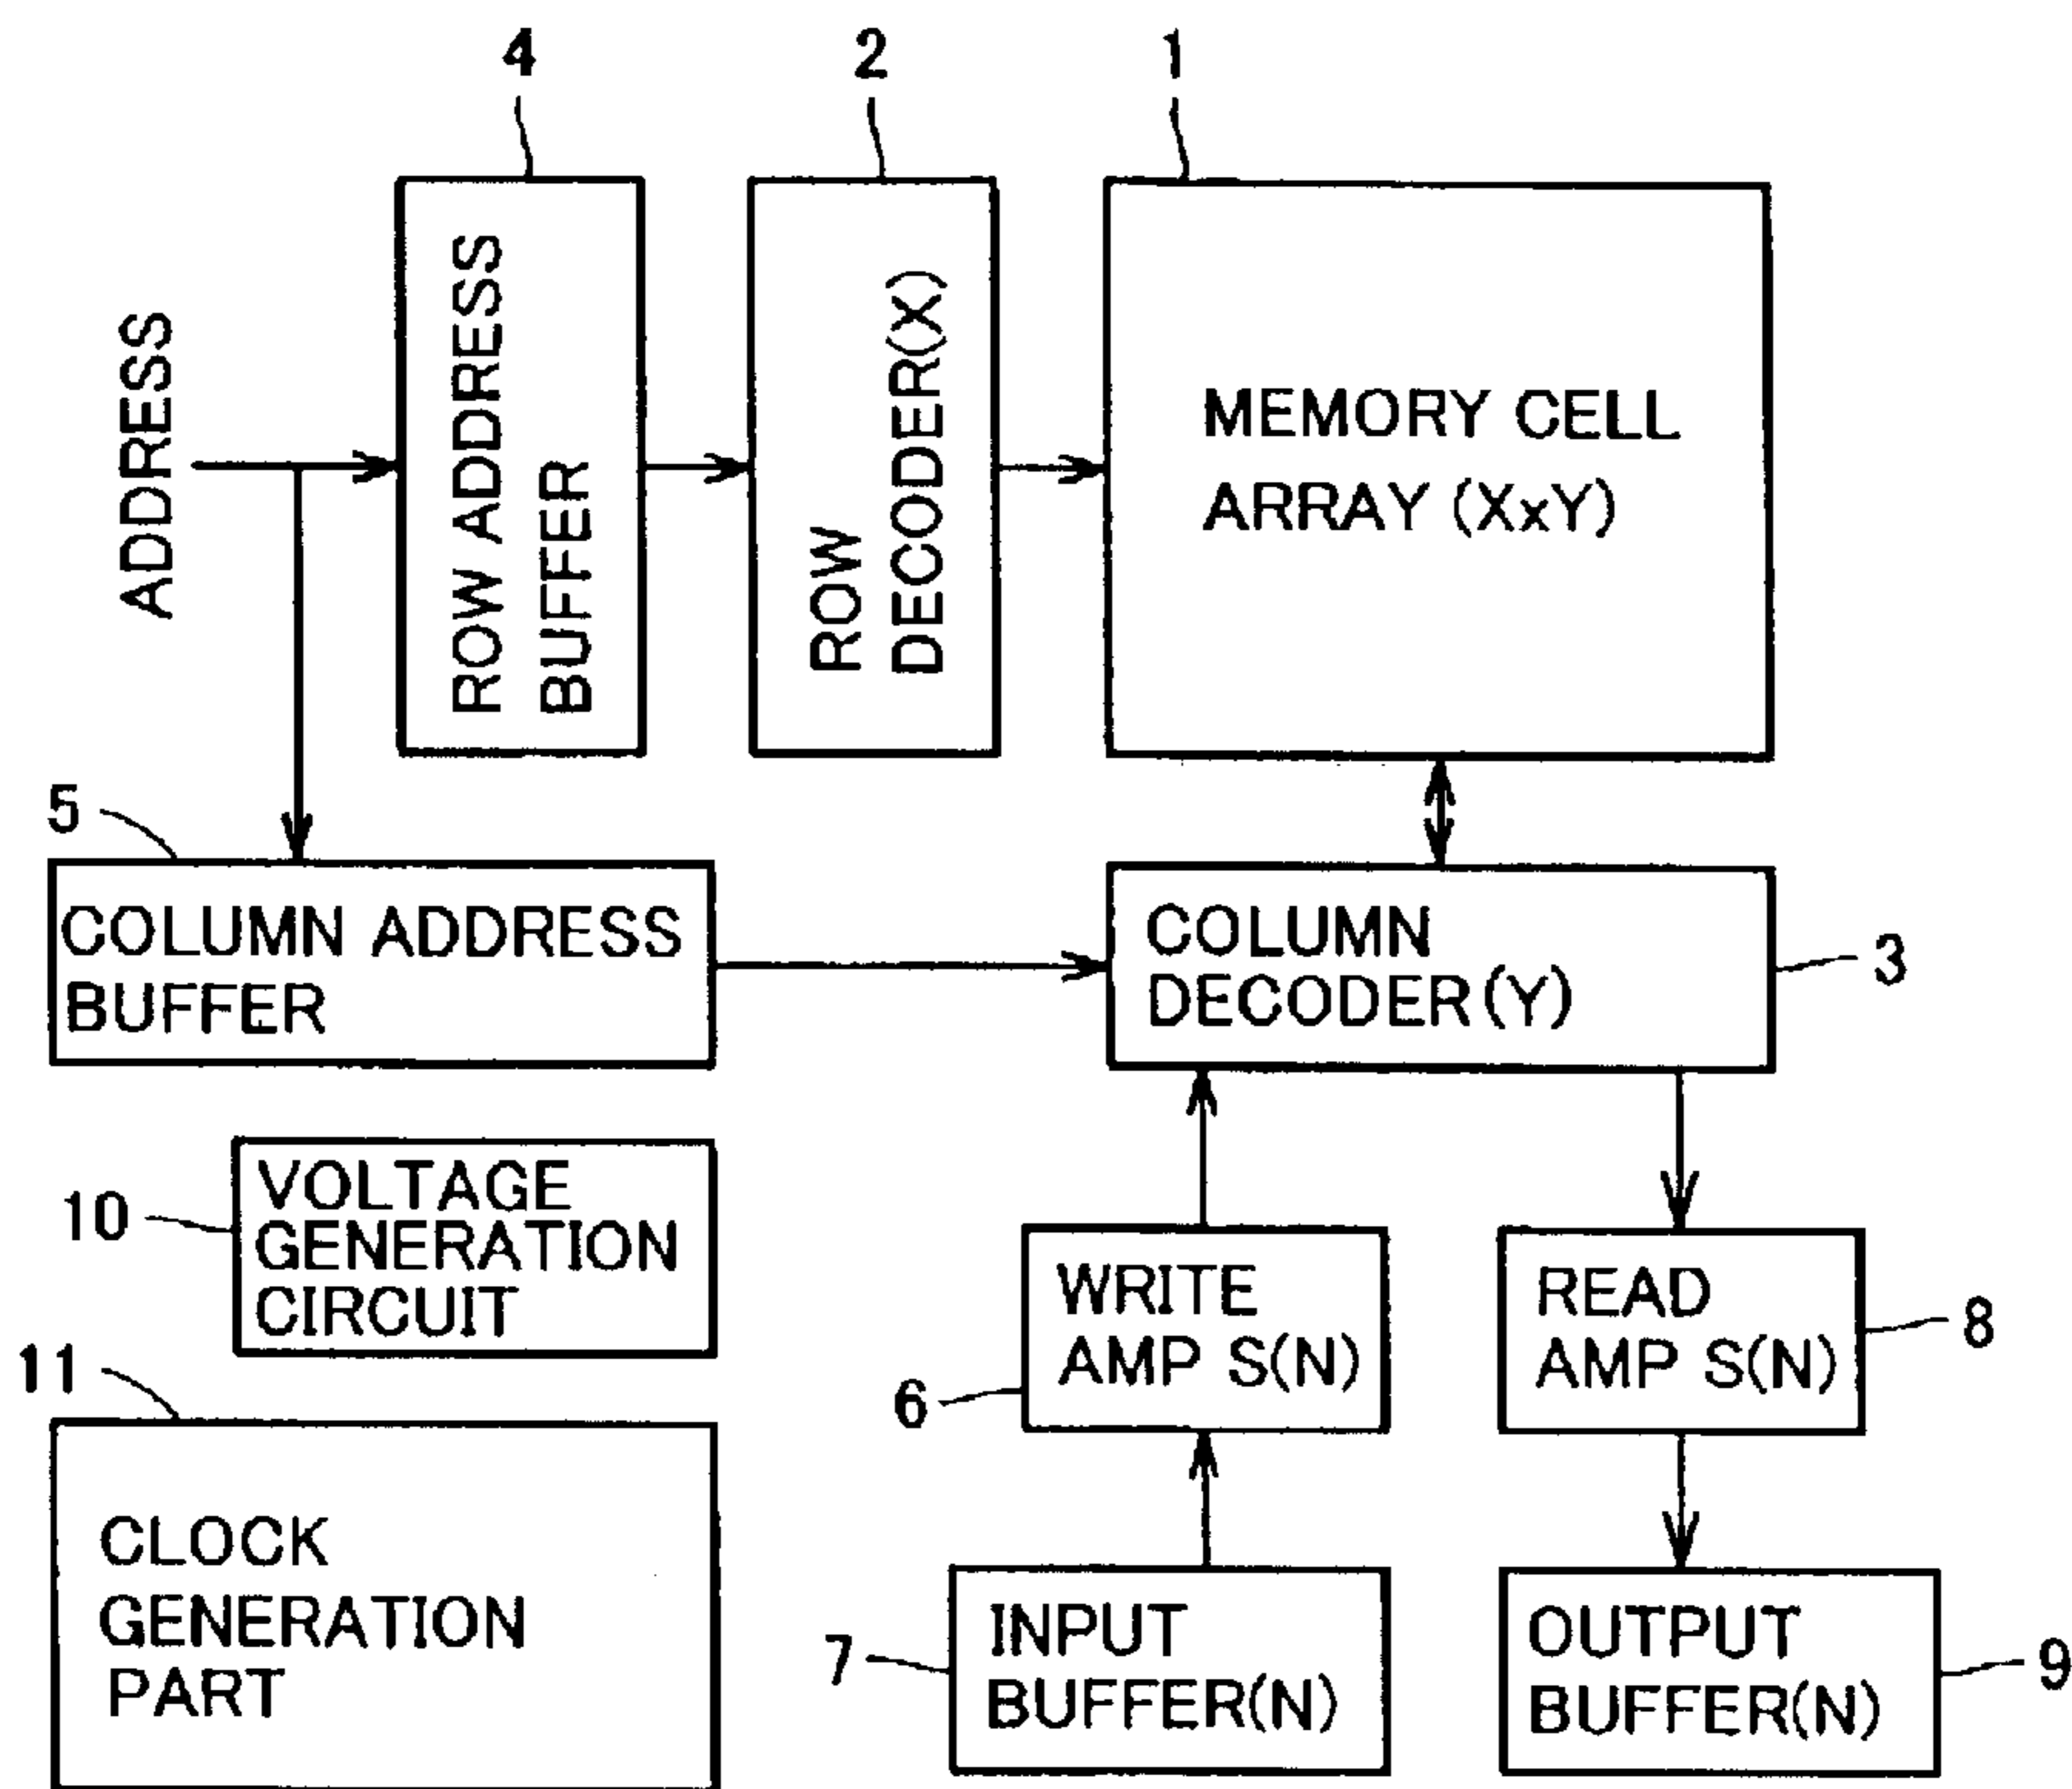 4
2
1
ADDRESS
ROW ADDRESS
BUFFER
ROW
DECODER(X)
MEMORY CELL
ARRAY (XxY)
5
COLUMN ADDRESS
BUFFER
COLUMN
DECODER(Y)
3
10
VOLTAGE
GENERATION
CIRCUIT
6
WRITE
AMP S(N)
READ
AMP S(N)
8
11
CLOCK
GENERATION
PART
7
INPUT
BUFFER(N)
OUTPUT
BUFFER(N)
9